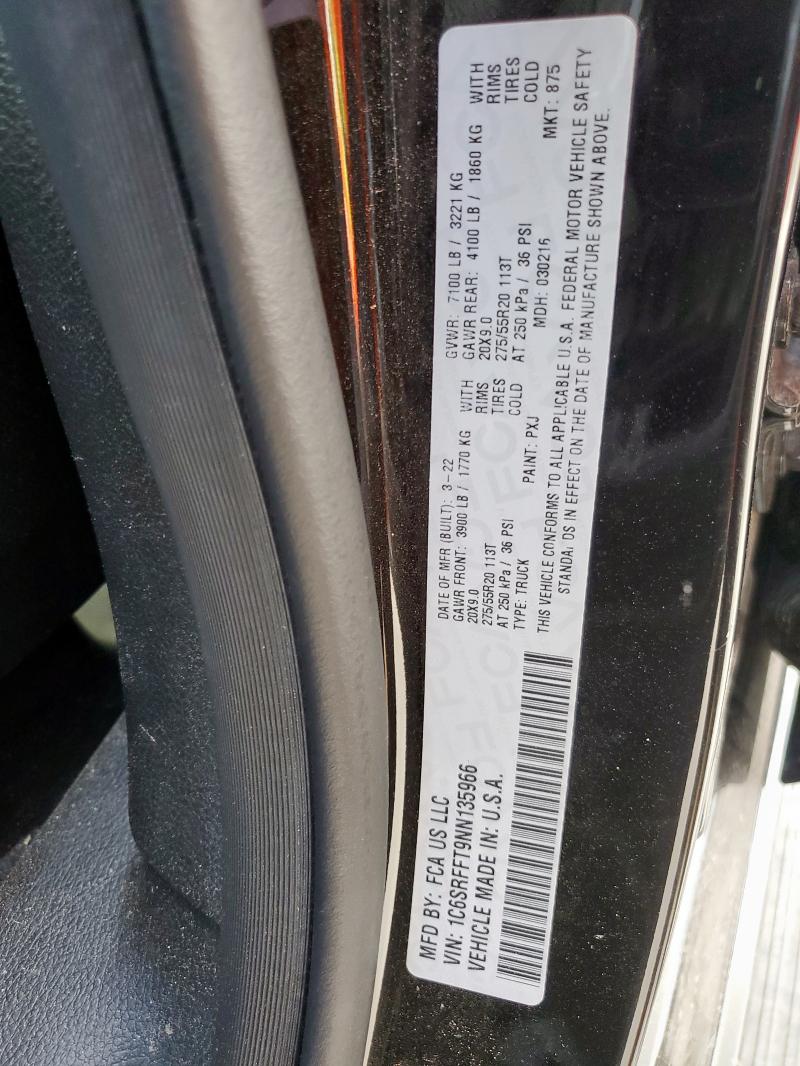 MFD BY: FCA US LLC
VIN: 1C6SRFFT9NN135966
VEHICLE MADE IN: U.S.A.
DATE OF MFR (BUILT): 3-22
GAWR FRONT: 3900 LB / 1770 KG WITH
20X9.0 RIMS
275/55R20 113T TIRES
AT 250 kPa / 36 PSI COLD
TYPE: TRUCK PAINT: PXJ
GVWR: 7100 LB / 3221 KG
GAWR REAR: 4100 LB / 1860 KG WITH
20X9.0 RIMS
275/55R20 113T TIRES
AT 250 kPa / 36 PSI COLD
MDH: 030216 MKT: 875
THIS VEHICLE CONFORMS TO ALL APPLICABLE U.S.A. FEDERAL MOTOR VEHICLE SAFETY
STANDA DS IN EFFECT ON THE DATE OF MANUFACTURE SHOWN ABOVE.